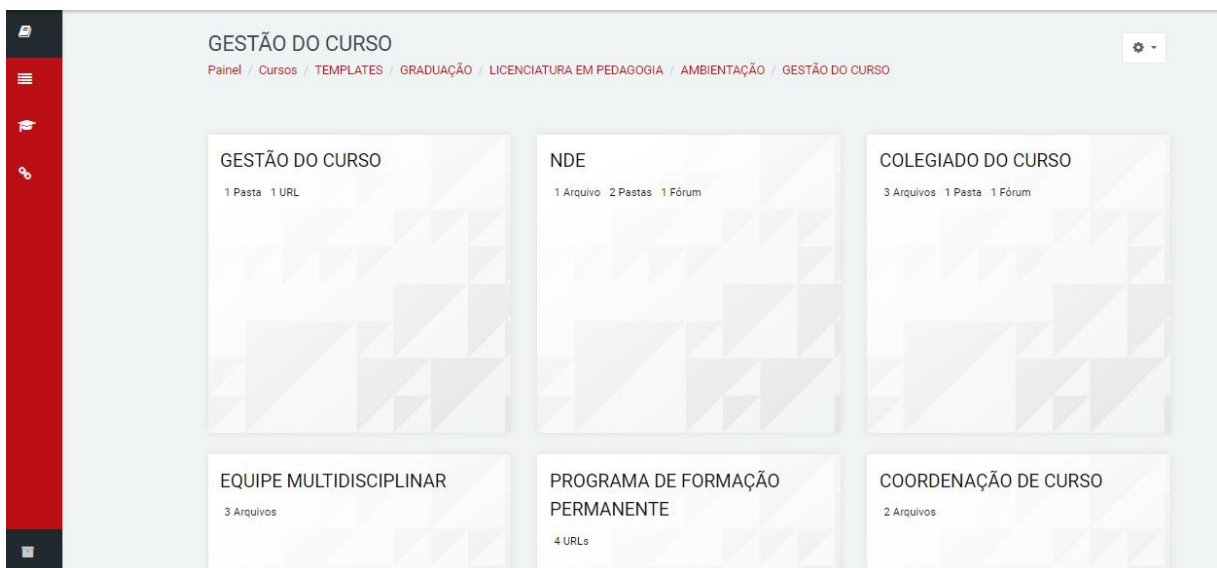 GESTÃO DO CURSO
Painel / Cursos / TEMPLATES / GRADUAÇÃO / LICENCIATURA EM PEDAGOGIA / AMBIENTAÇÃO / GESTÃO DO CURSO
GESTÃO DO CURSO
1 Pasta 1 URL
NDE
1 Arquivo 2 Pastas 1 Fórum
COLEGIADO DO CURSO
3 Arquivos 1 Pasta 1 Fórum
EQUIPE MULTIDISCIPLINAR
3 Arquivos
PROGRAMA DE FORMAÇÃO
PERMANENTE
4 URLs
COORDENAÇÃO DE CURSO
2 Arquivos